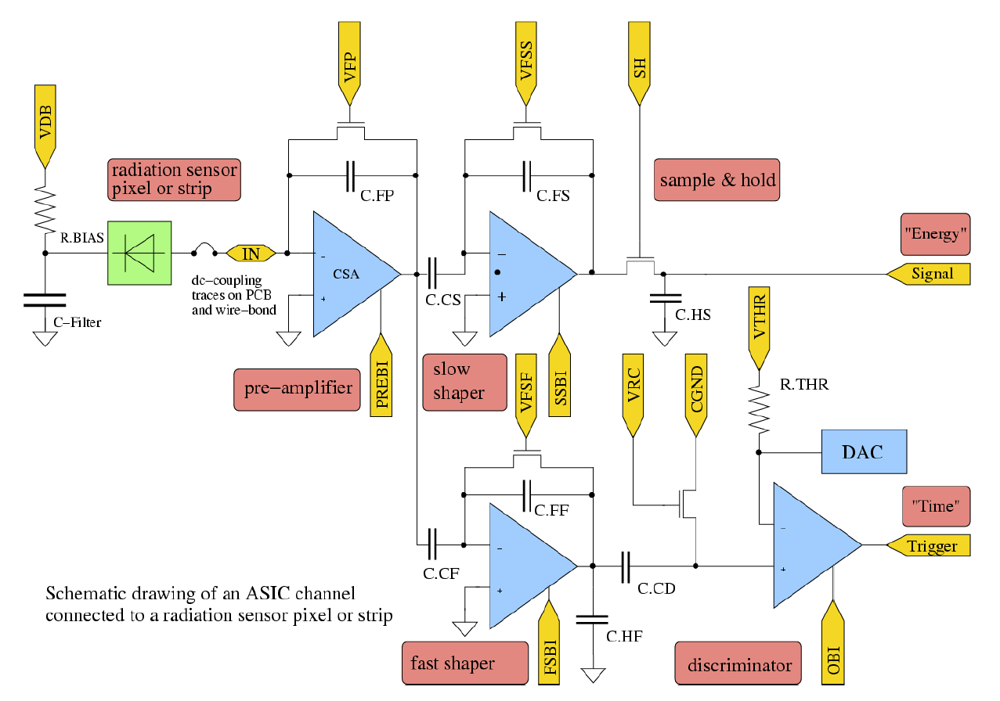 VFP
VFSS
SH
VDB
radiation sensor
pixel or strip
sample & hold
C.FP
C.FS
"Energy"
R.BIAS
IN
-
CSA
+
−
+
Signal
dc−coupling
traces on PCB
and wire−bond
C.CS
C.HS
C−Filter
VTHR
pre−amplifier
PREBI
slow
shaper
VFSF
SSBI
VRC
CGND
R.THR
DAC
C.FF
"Time"
-
+
-
+
Trigger
C.CF
C.CD
Schematic drawing of an ASIC channel
connected to a radiation sensor pixel or strip
C.HF
fast shaper
FSBI
discriminator
OBI